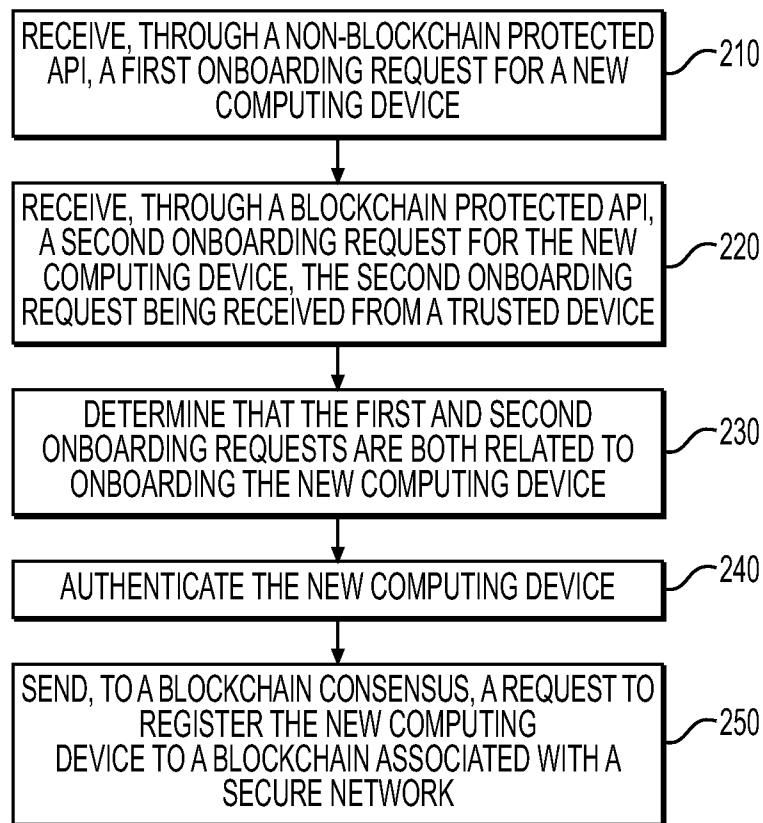 RECEIVE, THROUGH A NON-BLOCKCHAIN PROTECTED
API, A FIRST ONBOARDING REQUEST FOR A NEW
COMPUTING DEVICE
210
RECEIVE, THROUGH A BLOCKCHAIN PROTECTED API,
A SECOND ONBOARDING REQUEST FOR THE NEW
COMPUTING DEVICE, THE SECOND ONBOARDING
REQUEST BEING RECEIVED FROM A TRUSTED DEVICE
220
DETERMINE THAT THE FIRST AND SECOND
ONBOARDING REQUESTS ARE BOTH RELATED TO
ONBOARDING THE NEW COMPUTING DEVICE
230
AUTHENTICATE THE NEW COMPUTING DEVICE
240
SEND, TO A BLOCKCHAIN CONSENSUS, A REQUEST TO
REGISTER THE NEW COMPUTING
DEVICE TO A BLOCKCHAIN ASSOCIATED WITH A
SECURE NETWORK
250